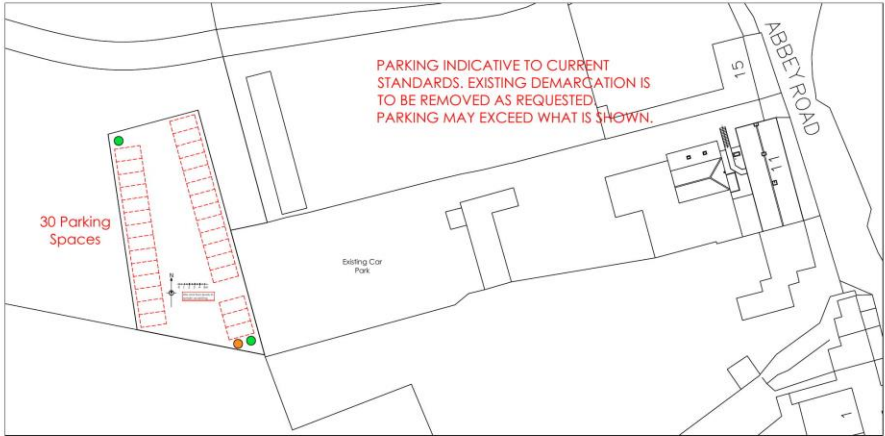 PARKING INDICATIVE TO CURRENT
STANDARDS. EXISTING DEMARCATION IS
TO BE REMOVED AS REQUESTED.
PARKING MAY EXCEED WHAT IS SHOWN.
ABBEY ROAD
15
11
30 Parking
Spaces
Existing Car
Park
N
1